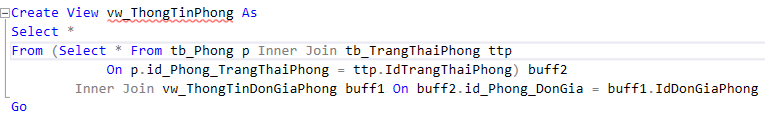 Create View vw_ThongTinPhong As
Select *
From (Select * From tb_Phong p Inner Join tb_TrangThaiPhong ttp
On p.id_Phong_TrangThaiPhong = ttp.IdTrangThaiPhong) buff2
Inner Join vw_ThongTinDonGiaPhong buff1 On buff2.id_Phong_DonGia = buff1.IdDonGiaPhong
Go